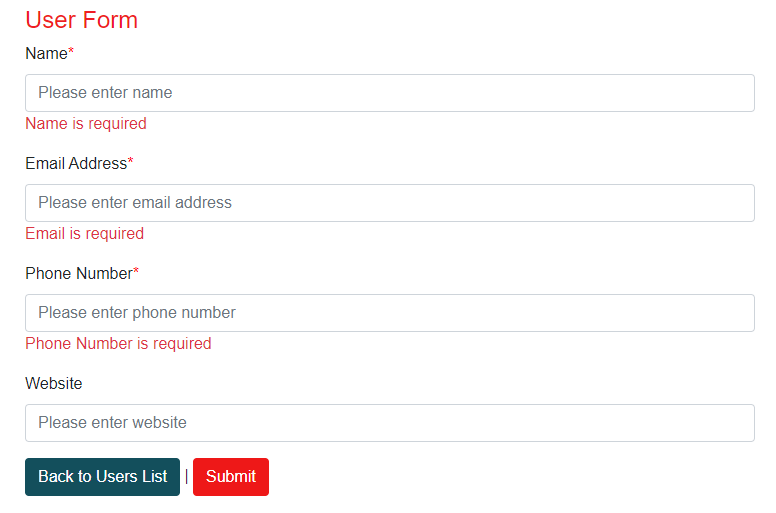 User Form
Name*
Please enter name
Name is required
Email Address*
Please enter email address
Email is required
Phone Number*
Please enter phone number
Phone Number is required
Website
Please enter website
Back to Users List | Submit